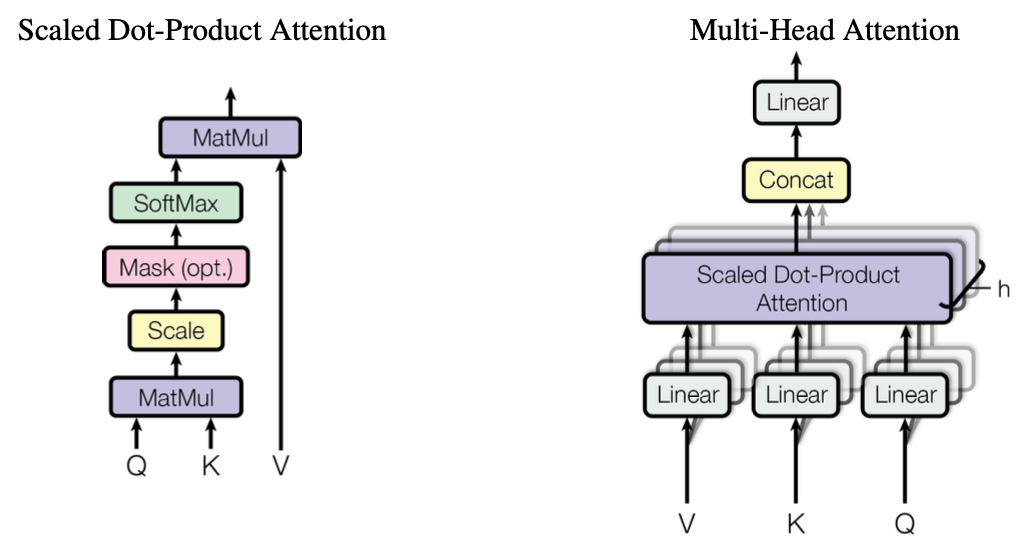 Scaled Dot-Product Attention
MatMul
SoftMax
Mask (opt.)
Scale
MatMul
Q K V
Multi-Head Attention
Linear
Concat
Scaled Dot-Product
Attention
h
Linear Linear Linear
V K Q